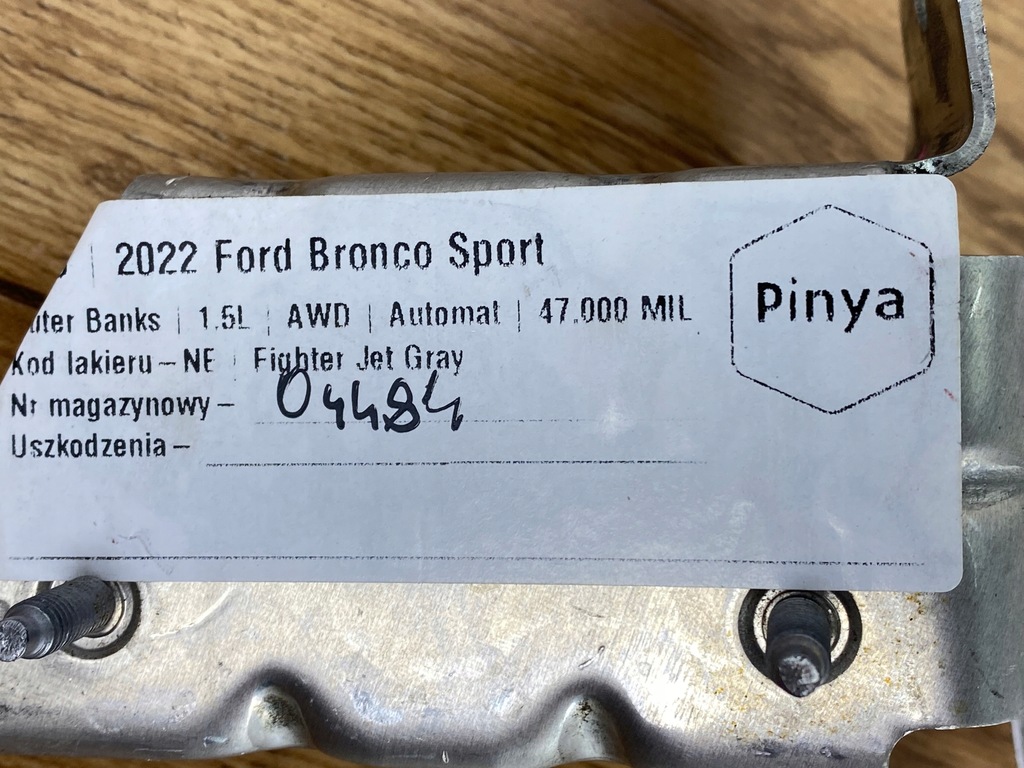 | 2022 Ford Bronco Sport
Outer Banks | 1.5L | AWD | Automat | 47.000 MIL
Kod lakieru – NE | Fighter Jet Gray
Nr magazynowy – 04484
Uszkodzenia –
Pinya